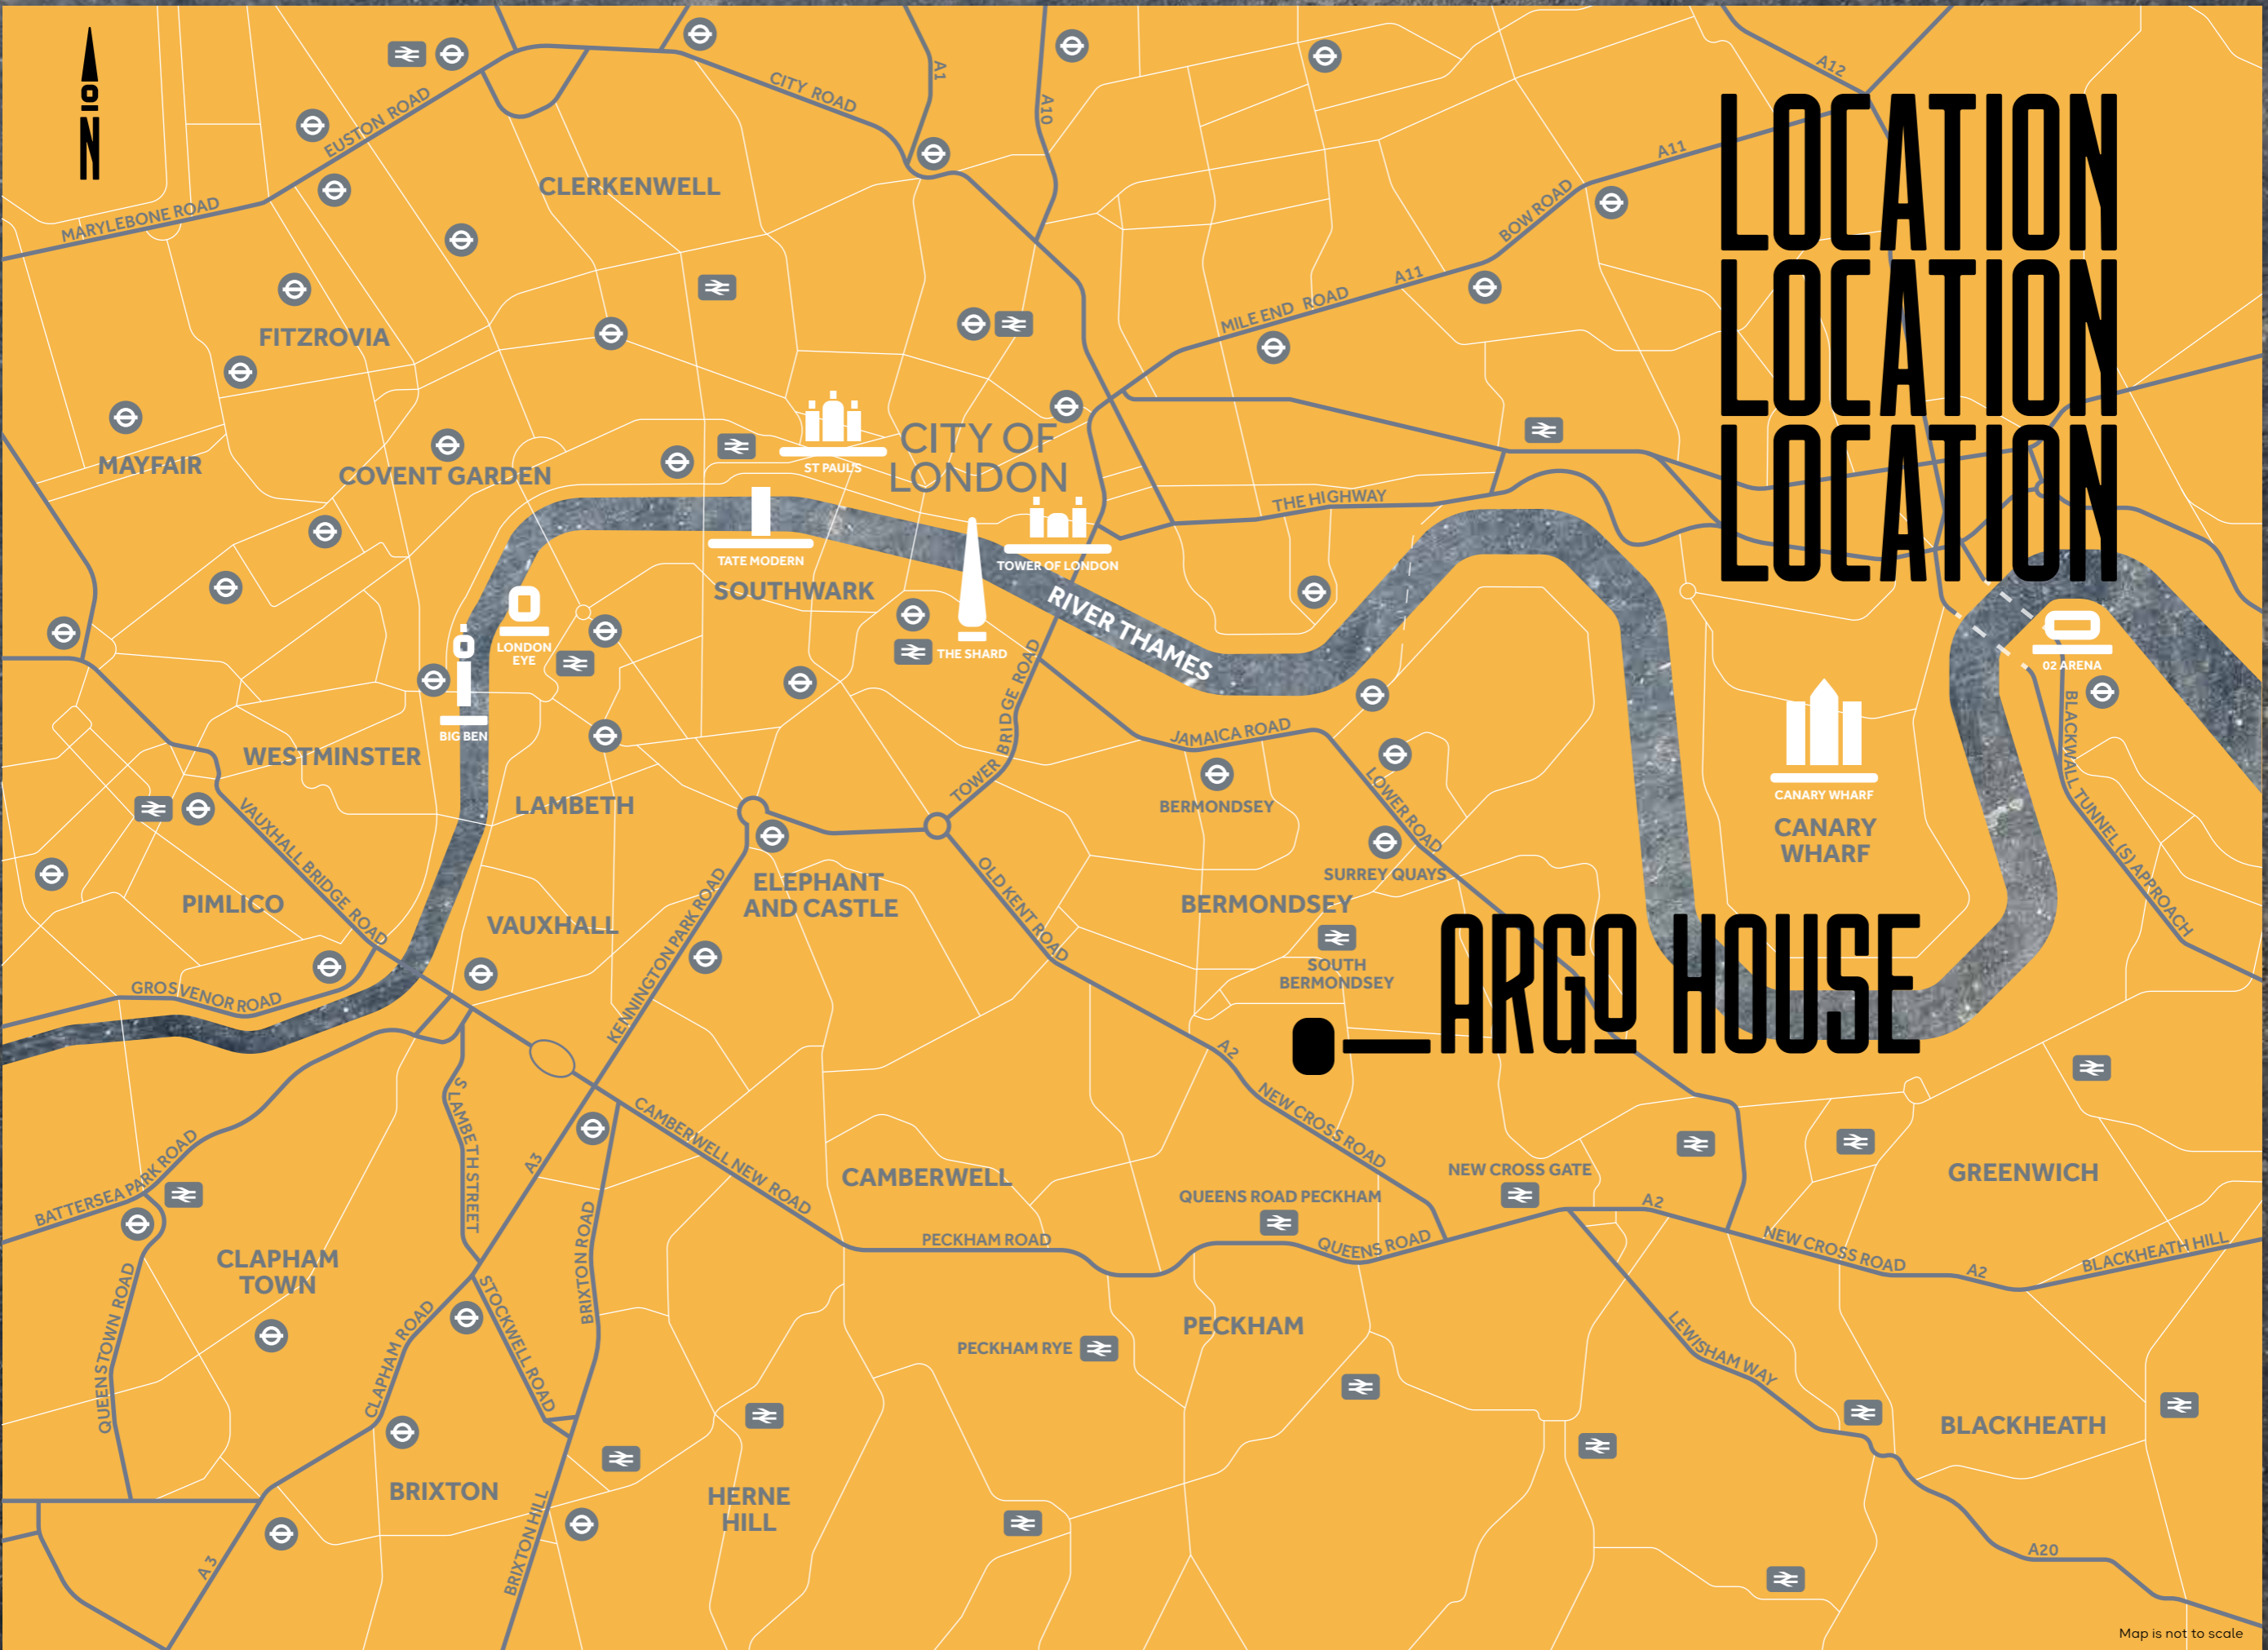 N
A1
A10
A12
CITY ROAD
EUSTON ROAD
A11
LOCATION
LOCATION
LOCATION
CLERKENWELL
BOW ROAD
MARYLEBONE ROAD
A11
MILE END ROAD
FITZROVIA
MAYFAIR
COVENT GARDEN
ST PAULS
CITY OF
LONDON
THE HIGHWAY
TATE MODERN
TOWER OF LONDON
SOUTHWARK
RIVER THAMES
LONDON
EYE
THE SHARD
02 ARENA
BIG BEN
TOWER BRIDGE ROAD
JAMAICA ROAD
BLACKWALL TUNNEL (S) APPROACH
WESTMINSTER
LAMBETH
BERMONDSEY
LOWER ROAD
CANARY WHARF
CANARY
WHARF
VAUXHALL BRIDGE ROAD
SURREY QUAYS
PIMLICO
VAUXHALL
ELEPHANT
AND CASTLE
OLD KENT ROAD
BERMONDSEY
KENNINGTON PARK ROAD
SOUTH
BERMONDSEY
ARGO HOUSE
GROSVENOR ROAD
A2
S LAMBETH STREET
CAMBERWELL NEW ROAD
NEW CROSS ROAD
BATTERSEA PARK ROAD
A3
CAMBERWELL
NEW CROSS GATE
GREENWICH
QUEENS ROAD PECKHAM
A2
PECKHAM ROAD
QUEENS ROAD
NEW CROSS ROAD
A2
BLACKHEATH HILL
CLAPHAM
TOWN
BRIXTON ROAD
QUEENSTOWN ROAD
CLAPHAM ROAD
STOCKWELL ROAD
PECKHAM
PECKHAM RYE
LEWISHAM WAY
BLACKHEATH
BRIXTON
HERNE
HILL
BRIXTON HILL
A3
A20
Map is not to scale